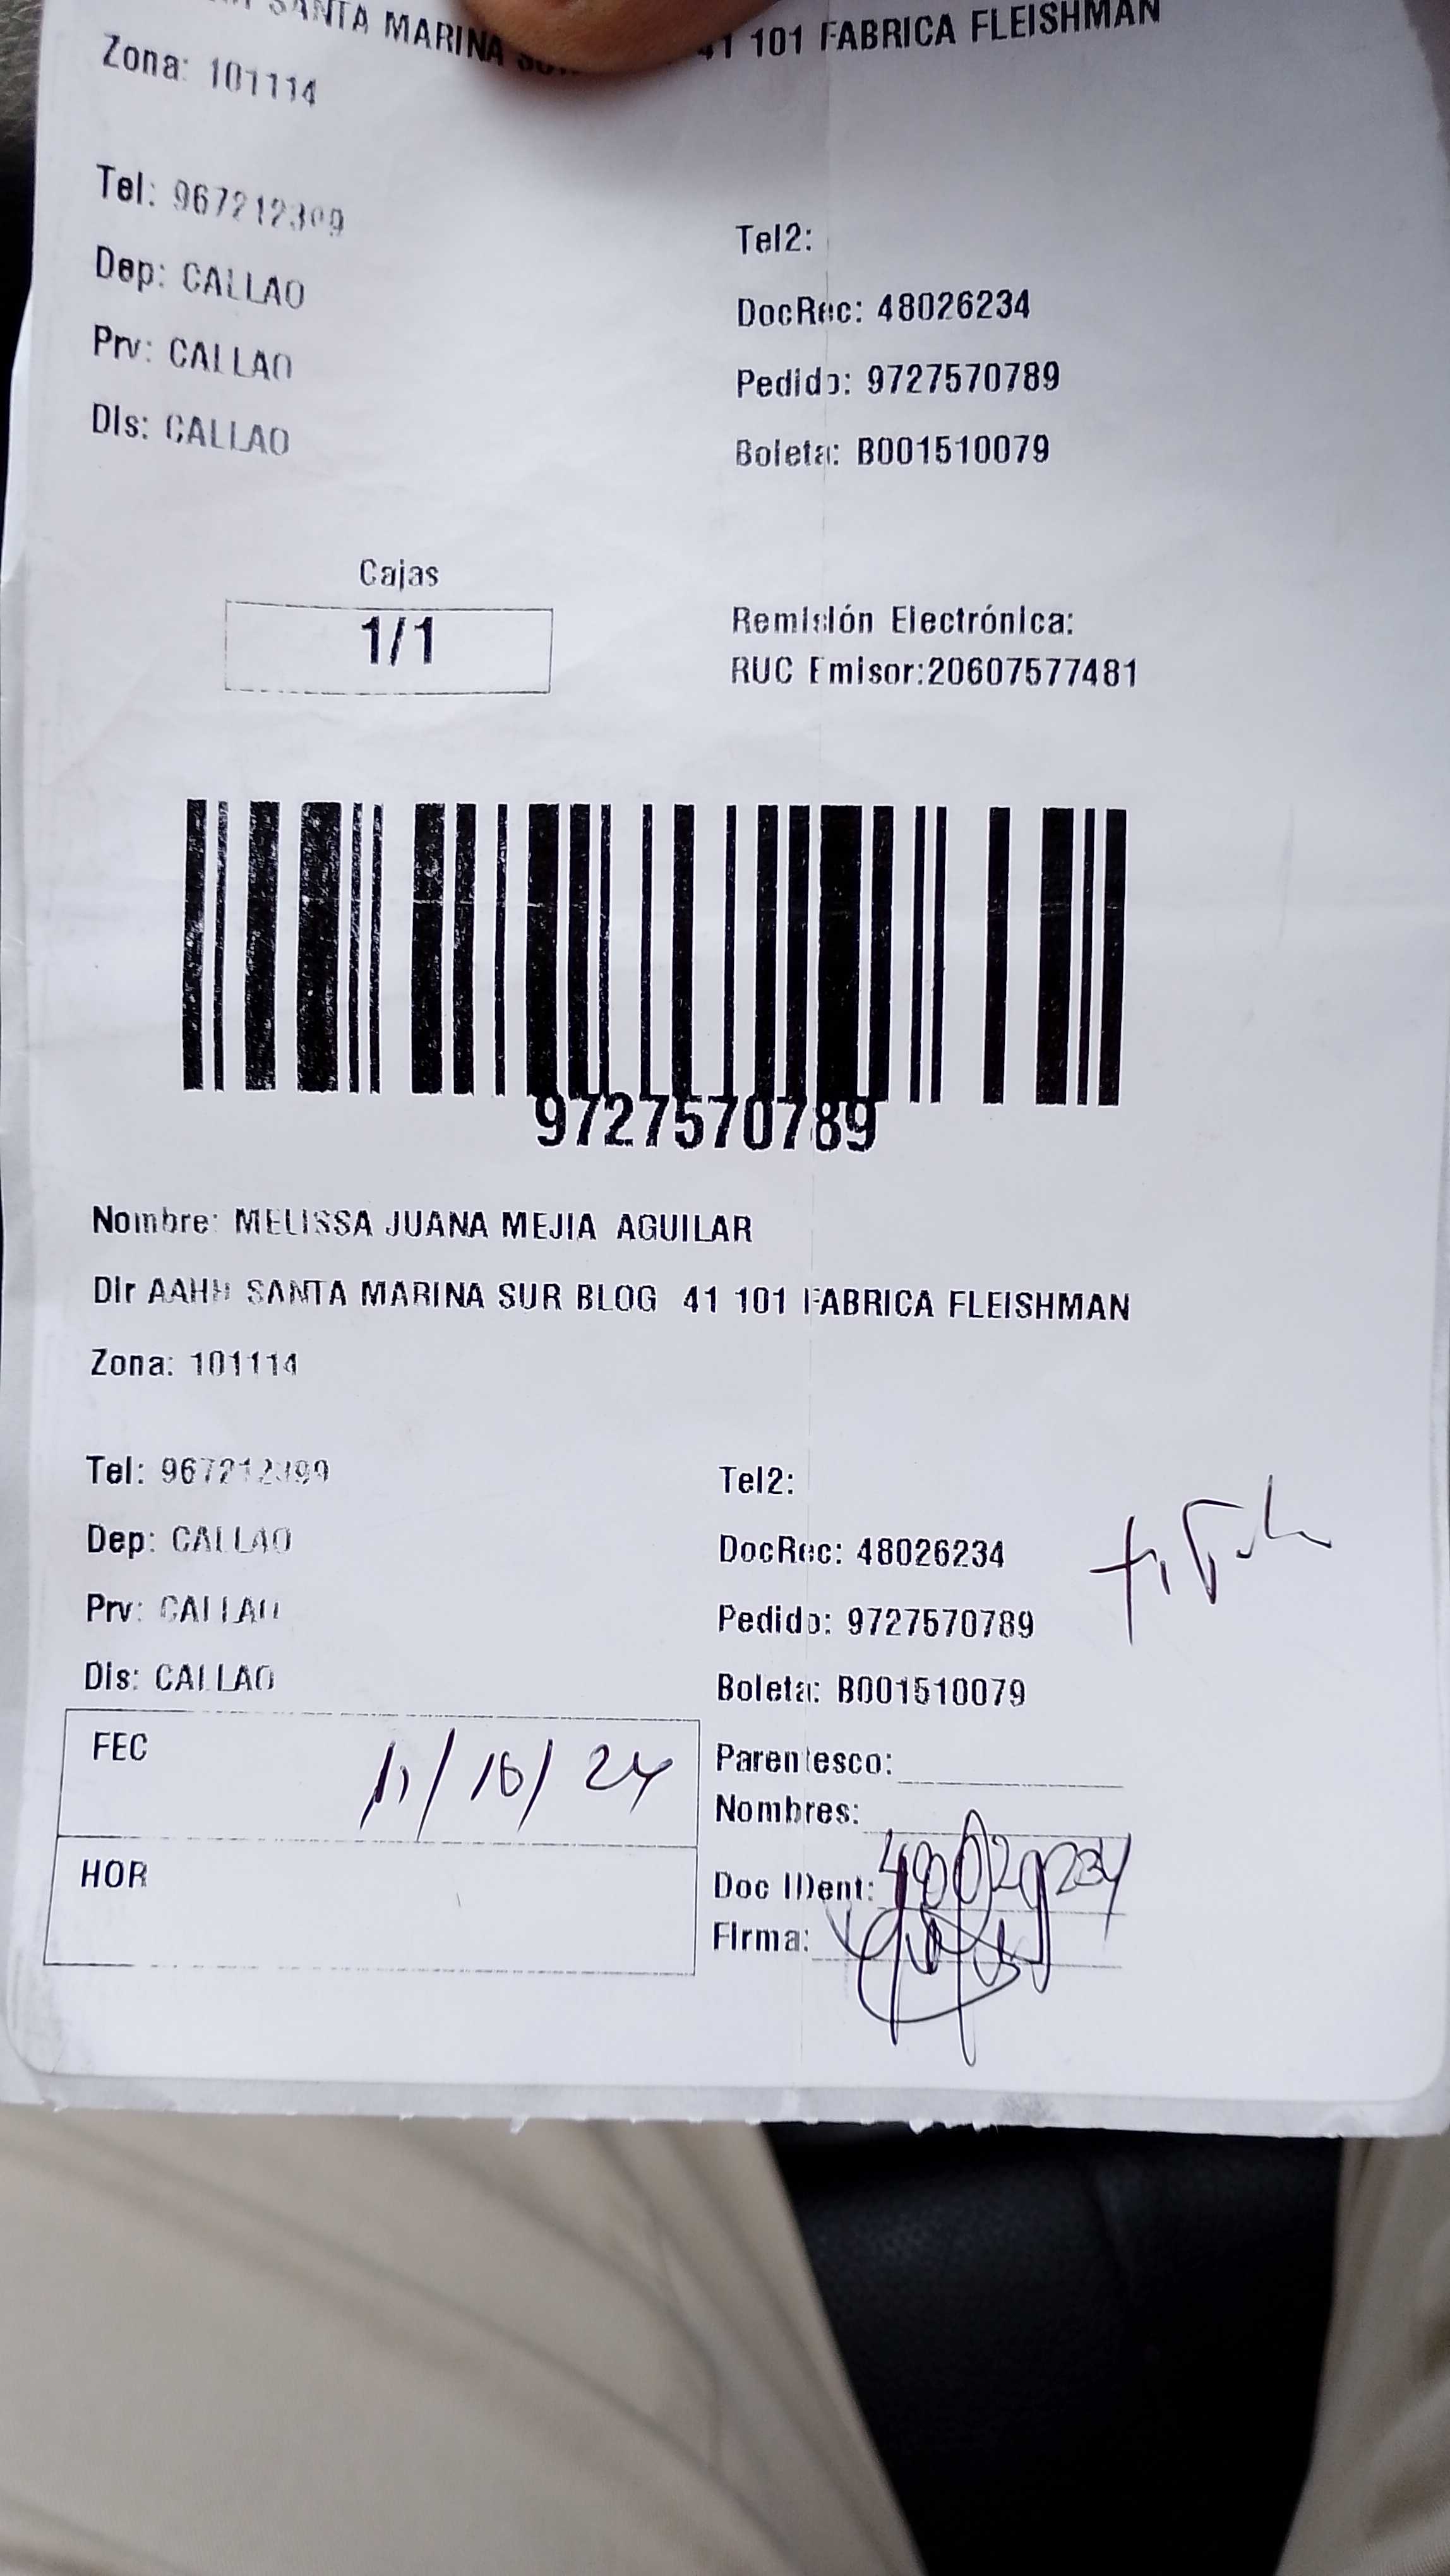 SANTA MARINA 41 101 FABRICA FLEISHMAN
Zona: 101114
Tel: 967212399
Tel2:
Dep: CALLAO
DocRec: 48026234
Prv: CALLAO
Pedido: 9727570789
Dis: CALLAO
Boleta: B001510079
Cajas
1/1
Remisión Electrónica:
RUC Emisor:20607577481
9727570789
Nombre: MELISSA JUANA MEJIA AGUILAR
Dir AAHH SANTA MARINA SUR BLOG 41 101 FABRICA FLEISHMAN
Zona: 101114
Tel: 967212399
Tel2:
Dep: CALLAO
DocRec: 48026234
Prv: CALLAO
Pedido: 9727570789
Dis: CALLAO
Boleta: B001510079
FEC 11/10/24
Parentesco:
Nombres:
HOR
Doc IDent: 48026234
Firma: